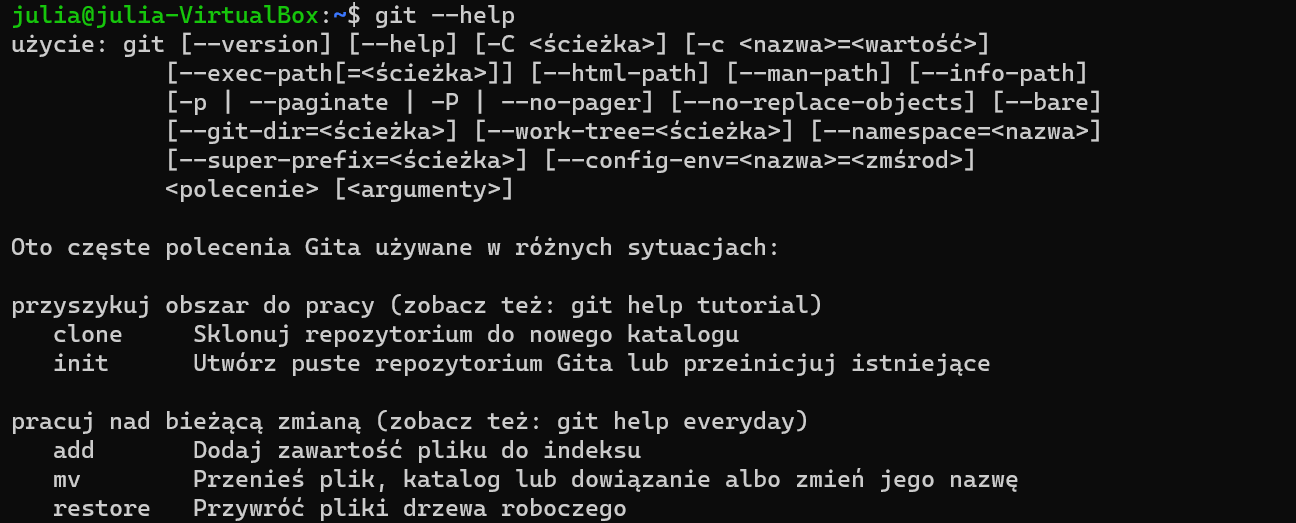 julia@julia-VirtualBox:~$ git --help
użycie: git [--version] [--help] [-C <ścieżka>] [-c <nazwa>=<wartość>]
           [--exec-path[=<ścieżka>]] [--html-path] [--man-path] [--info-path]
           [-p | --paginate | -P | --no-pager] [--no-replace-objects] [--bare]
           [--git-dir=<ścieżka>] [--work-tree=<ścieżka>] [--namespace=<nazwa>]
           [--super-prefix=<ścieżka>] [--config-env=<nazwa>=<zmśrod>]
           <polecenie> [<argumenty>]
Oto częste polecenia Gita używane w różnych sytuacjach:
przyszykuj obszar do pracy (zobacz też: git help tutorial)
   clone     Sklonuj repozytorium do nowego katalogu
   init      Utwórz puste repozytorium Gita lub przeinicjuj istniejące
pracuj nad bieżącą zmianą (zobacz też: git help everyday)
   add       Dodaj zawartość pliku do indeksu
   mv        Przenieś plik, katalog lub dowiązanie albo zmień jego nazwę
   restore   Przywróć pliki drzewa roboczego